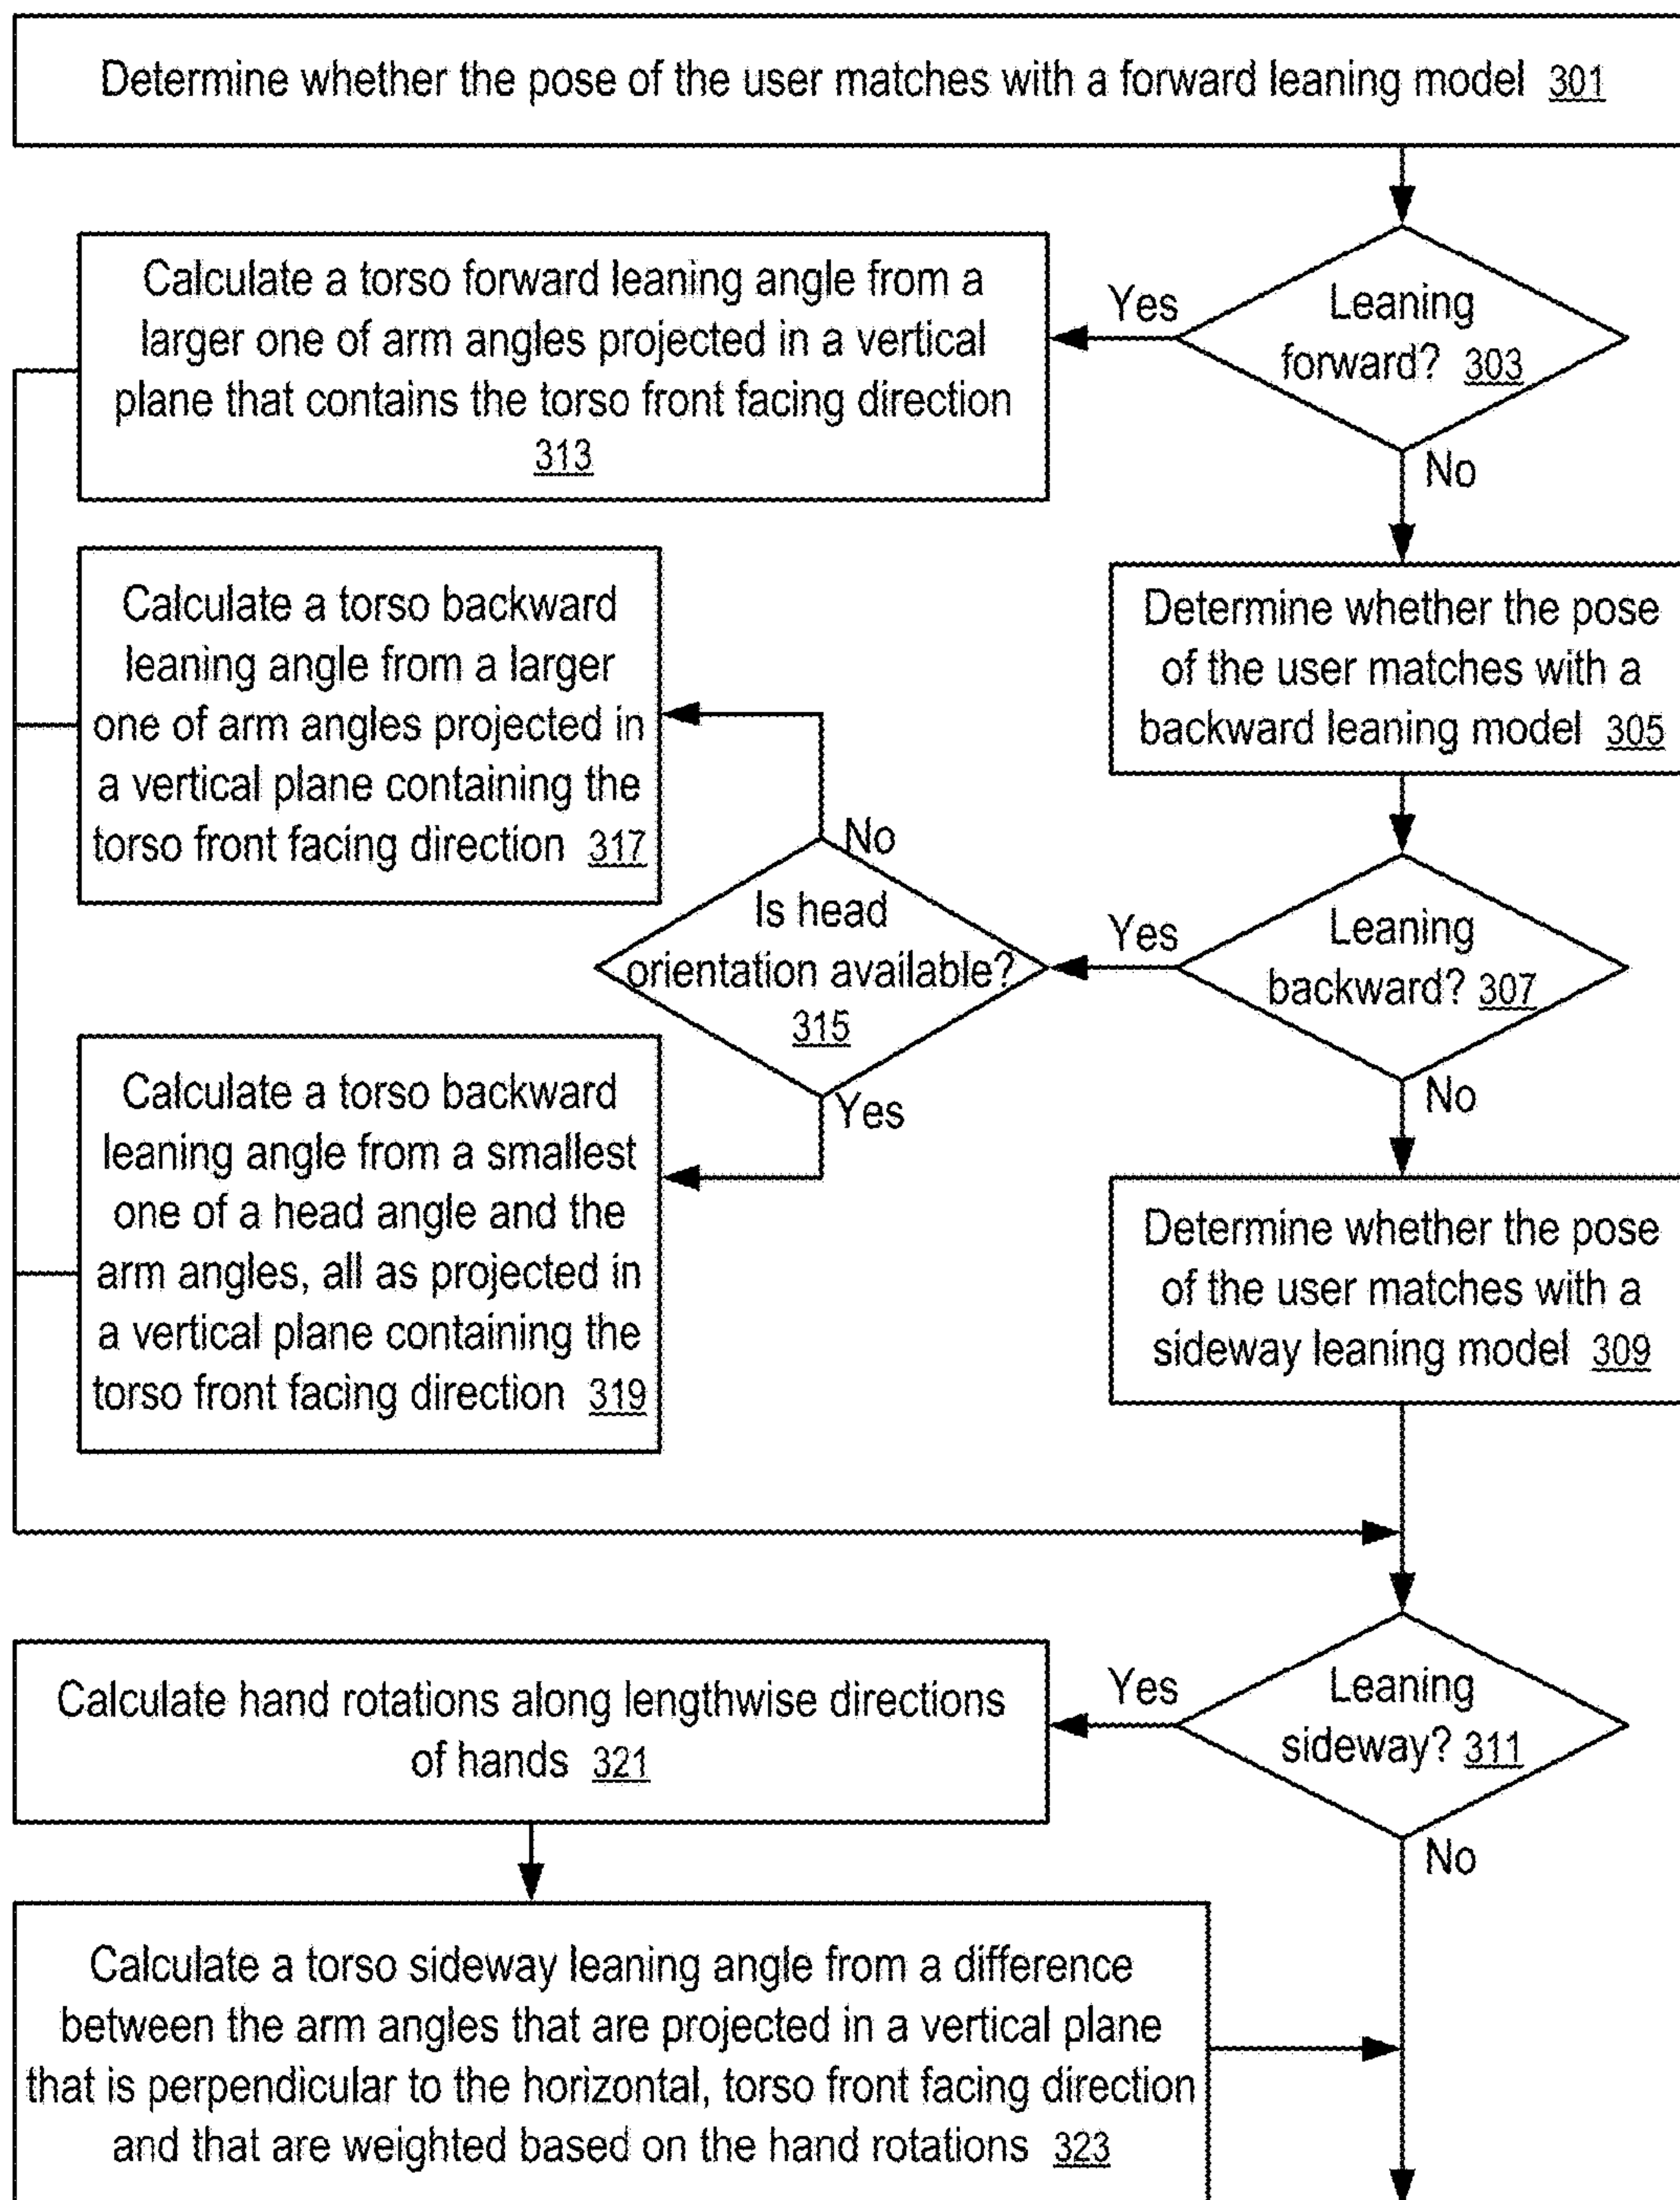 Determine whether the pose of the user matches with a forward leaning model 301
Leaning
forward? 303
Yes
No
Calculate a torso forward leaning angle from a
larger one of arm angles projected in a vertical
plane that contains the torso front facing direction
313
Determine whether the pose
of the user matches with a
backward leaning model 305
Leaning
backward? 307
Yes
No
Is head
orientation available?
315
No
Yes
Calculate a torso backward
leaning angle from a larger
one of arm angles projected in
a vertical plane containing the
torso front facing direction 317
Calculate a torso backward
leaning angle from a smallest
one of a head angle and the
arm angles, all as projected in
a vertical plane containing the
torso front facing direction 319
Determine whether the pose
of the user matches with a
sideway leaning model 309
Leaning
sideway? 311
Yes
No
Calculate hand rotations along lengthwise directions
of hands 321
Calculate a torso sideway leaning angle from a difference
between the arm angles that are projected in a vertical plane
that is perpendicular to the horizontal, torso front facing direction
and that are weighted based on the hand rotations 323